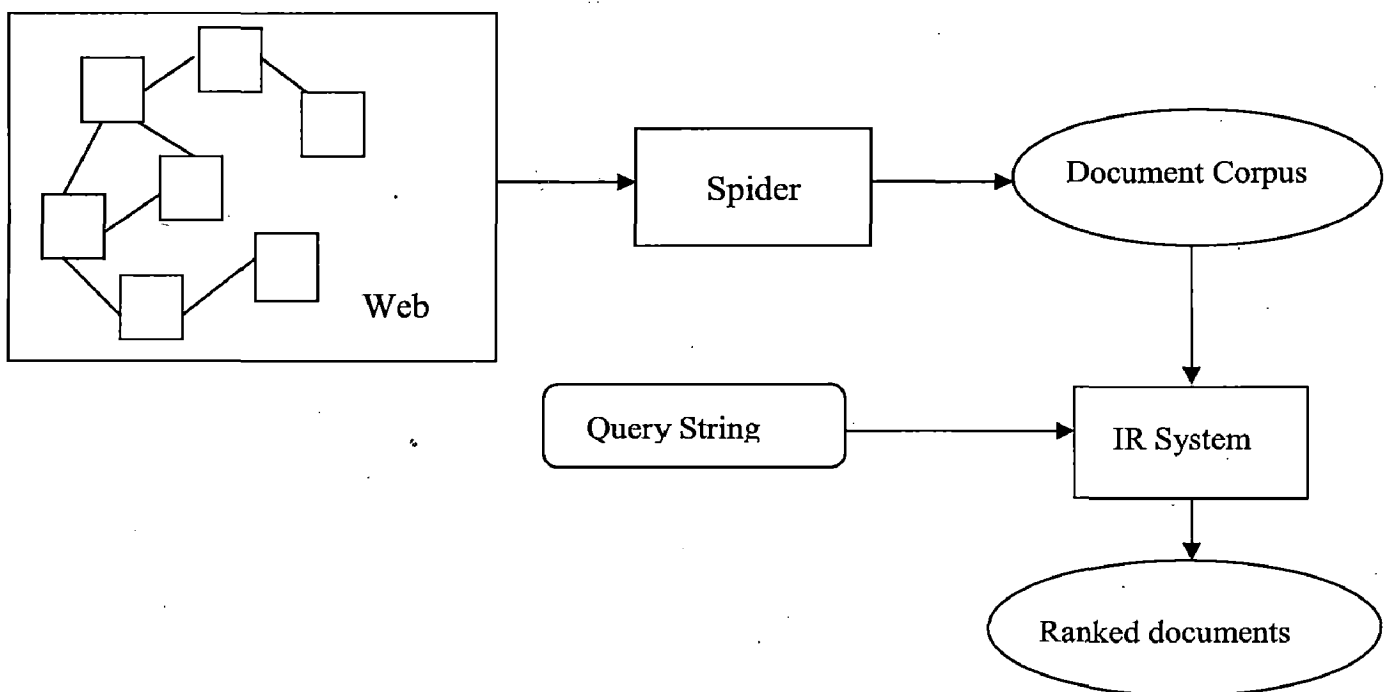 Web
Spider
Document Corpus
Query String
IR System
Ranked documents